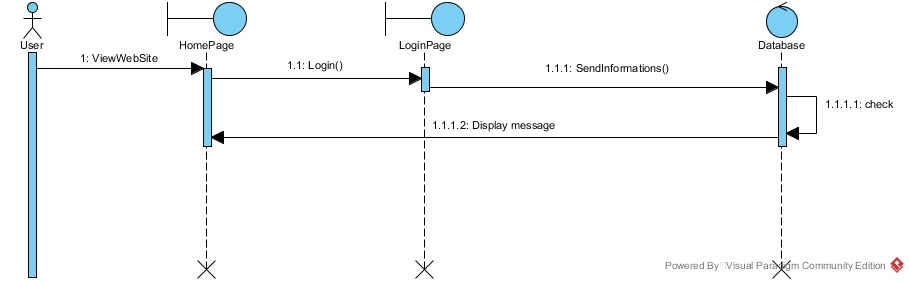 User
HomePage
LoginPage
Database
1: ViewWebSite
1.1: Login()
1.1.1: SendInformations()
1.1.1.1: check
1.1.1.2: Display message
Powered By Visual Paradigm Community Edition